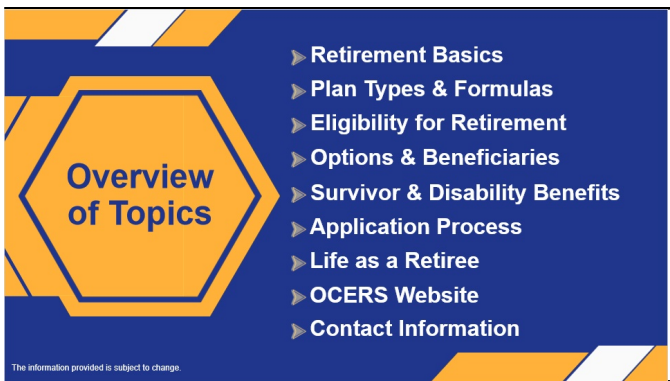 Overview
of Topics
Retirement Basics
Plan Types & Formulas
Eligibility for Retirement
Options & Beneficiaries
Survivor & Disability Benefits
Application Process
Life as a Retiree
OCERS Website
Contact Information
The information provided is subject to change.